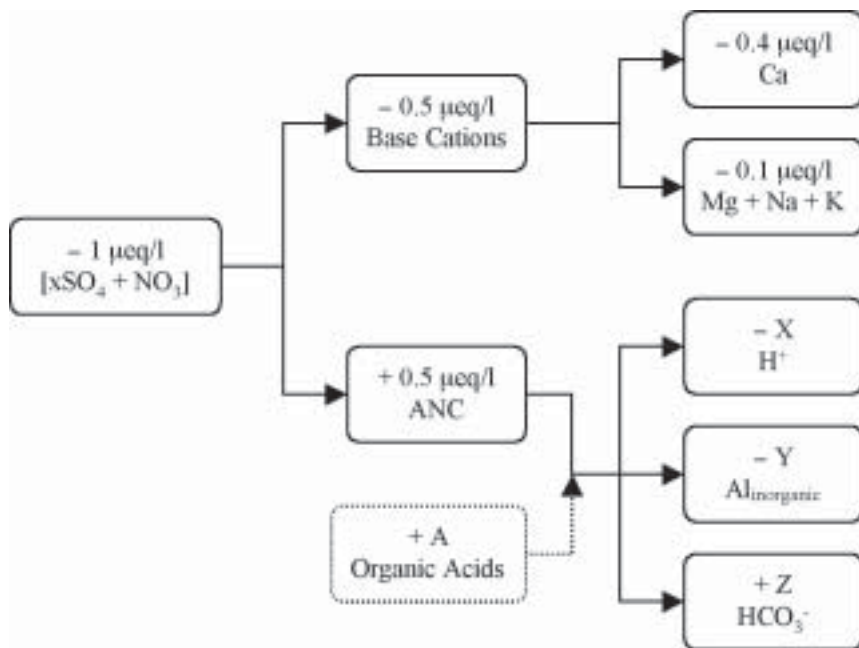 – 1 µeq/l
[xSO₄ + NO₃]
– 0.5 µeq/l
Base Cations
– 0.4 µeq/l
Ca
– 0.1 µeq/l
Mg + Na + K
+ 0.5 µeq/l
ANC
+ A
Organic Acids
– X
H⁺
– Y
Alinorganic
+ Z
HCO₃⁻